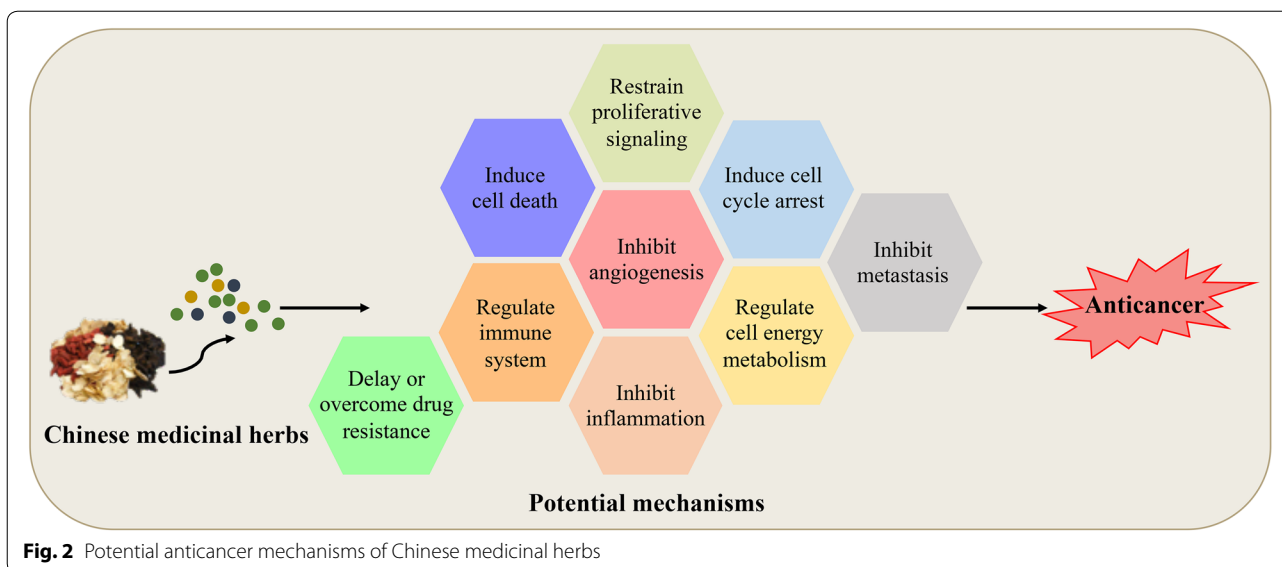 Restrain
proliferative
signaling
Induce
cell death
Induce cell
cycle arrest
Inhibit
angiogenesis
Inhibit
metastasis
Regulate
immune
system
Regulate
cell energy
metabolism
Delay or
overcome drug
resistance
Inhibit
inflammation
Anticancer
Chinese medicinal herbs
Potential mechanisms
Fig. 2 Potential anticancer mechanisms of Chinese medicinal herbs